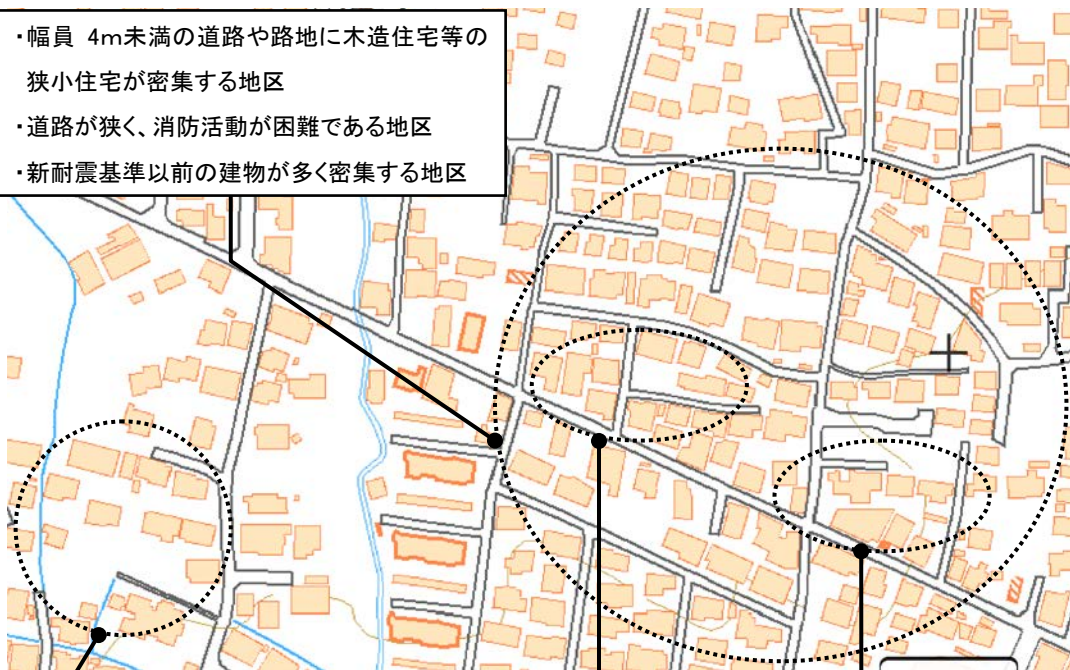 ・幅員 4m未満の道路や路地に木造住宅等の
狭小住宅が密集する地区
・道路が狭く、消防活動が困難である地区
・新耐震基準以前の建物が多く密集する地区